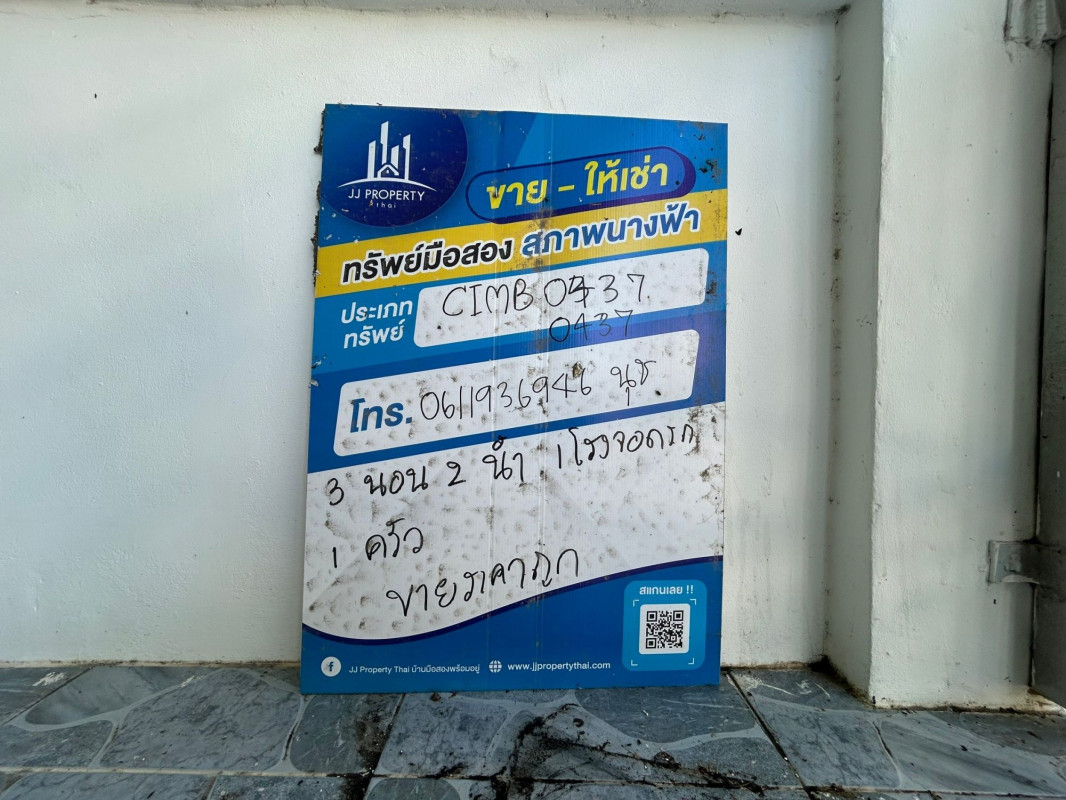 JJ PROPERTY
thai
ขาย - ให้เช่า
ทรัพย์มือสอง สภาพนางฟ้า
ประเภท
ทรัพย์
CIMB 0437
0437
โทร. 0611936946 นุช
3 นอน 2 น้ำ 1 โรงจอดรถ
1 ครัว
ขายราคาถูก
สแกนเลย !!
JJ Property Thai บ้านมือสองพร้อมอยู่
www.jjpropertythai.com